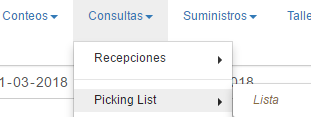 Conteos Consultas Suministros Talle
Recepciones
1-03-2018 018
Picking List Lista